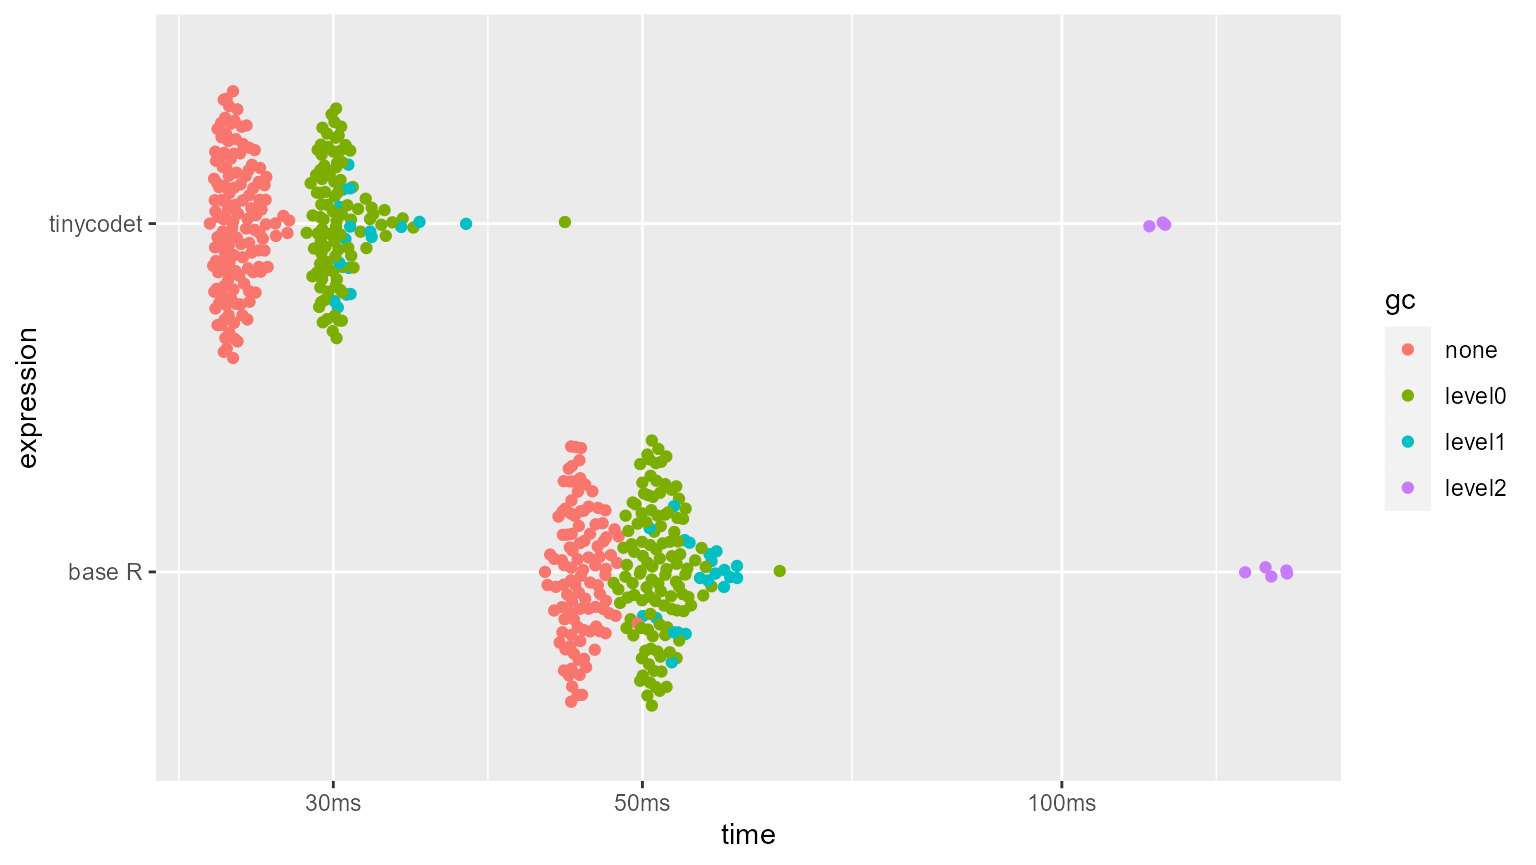 tinycodet
base R
expression
30ms
50ms
100ms
time
gc
none
level0
level1
level2